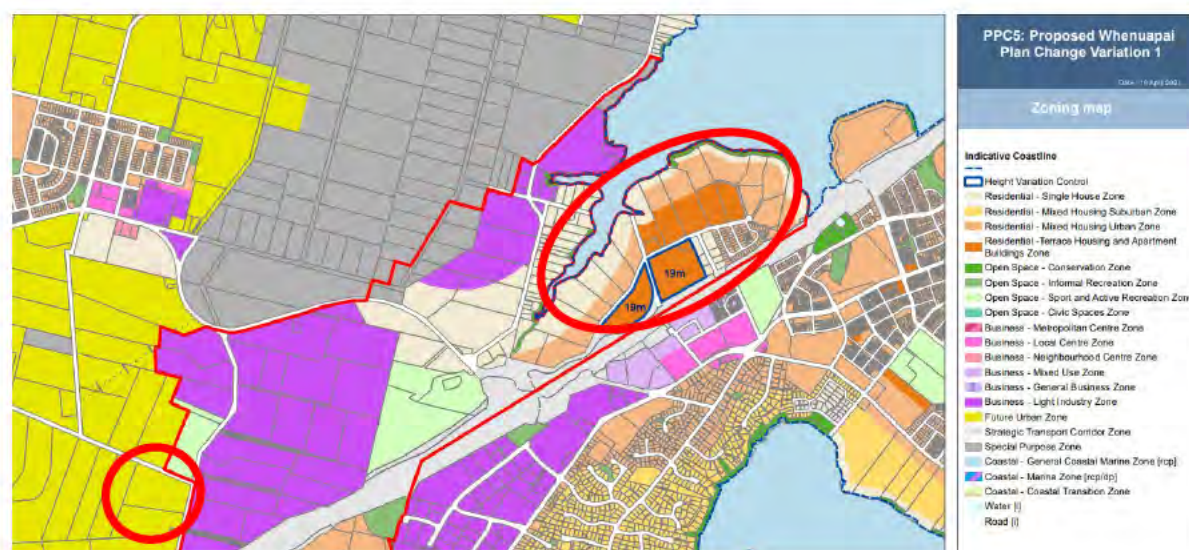 PPC5: Proposed Whenuapai
Plan Change Variation 1
Zoning map
Indicative Coastline
Height Variation Control
Residential - Single House Zone
Residential - Mixed Housing Suburban Zone
Residential - Mixed Housing Urban Zone
Residential -Terrace Housing and Apartment
Buildings Zone
Open Space - Conservation Zone
Open Space - Informal Recreation Zone
Open Space - Sport and Active Recreation Zone
Open Space - Civic Spaces Zone
Business - Metropolitan Centre Zone
Business - Local Centre Zone
Business - Neighbourhood Centre Zone
Business - Mixed Use Zone
Business - General Business Zone
Business - Light Industry Zone
Future Urban Zone
Strategic Transport Corridor Zone
Special Purpose Zone
Coastal - General Coastal Marine Zone [rcp]
Coastal - Marina Zone [rcp/dp]
Coastal - Coastal Transition Zone
Water [i]
Road [i]
19m
19m